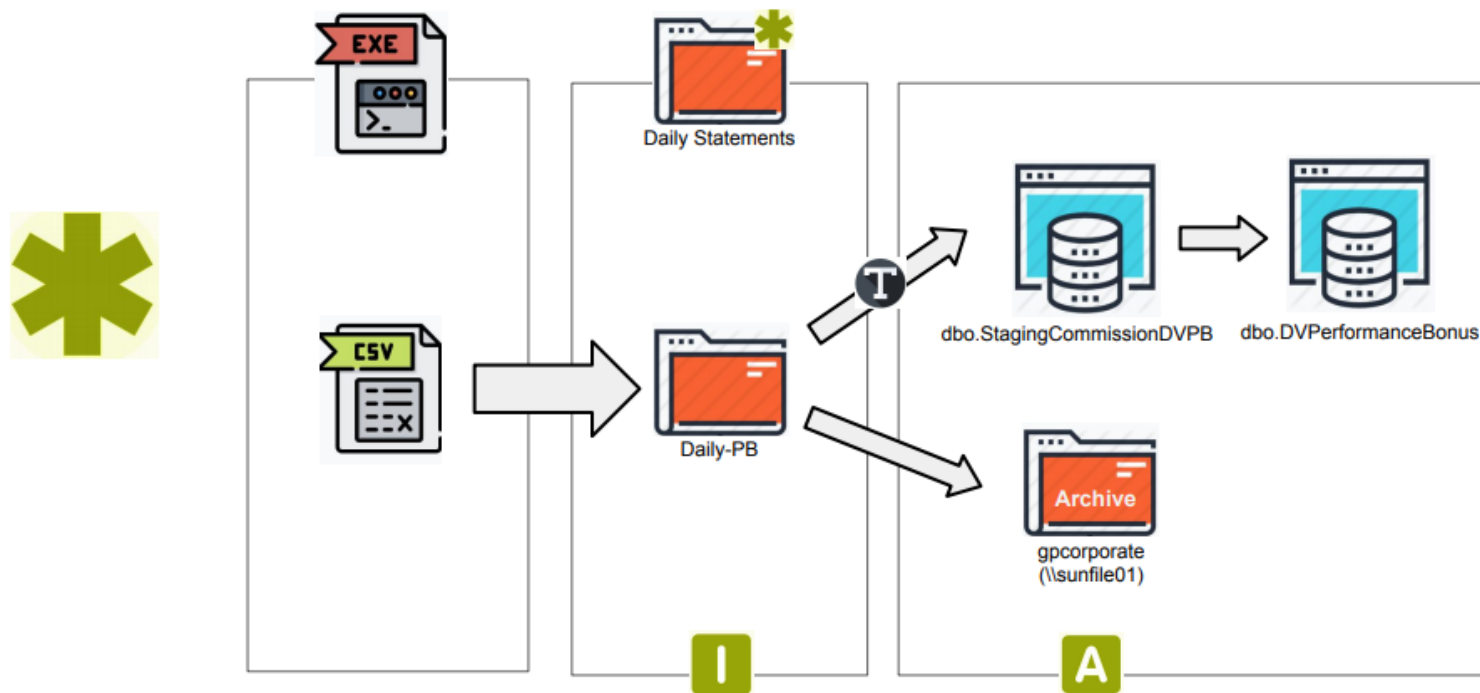 EXE
>_
Daily Statements
T
dbo.StagingCommissionDVPB
dbo.DVPerformanceBonus
CSV
x
Daily-PB
Archive
gpcorporate
(\\sunfile01)
I
A